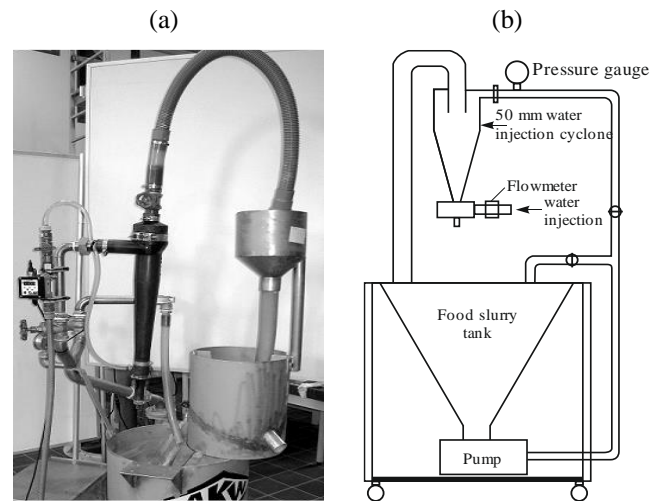 (a)
(b)
Pressure gauge
50 mm water
injection cyclone
Flowmeter
water
injection
Food slurry
tank
Pump